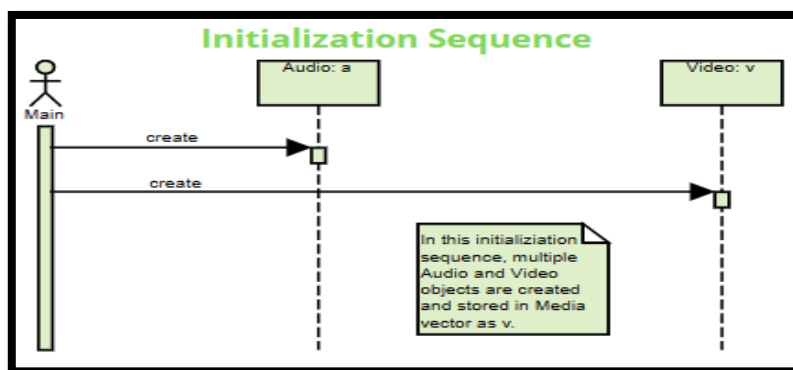 Initialization Sequence
Audio: a
Video: v
Main
create
create
In this initializiation
sequence, multiple
Audio and Video
objects are created
and stored in Media
vector as v.